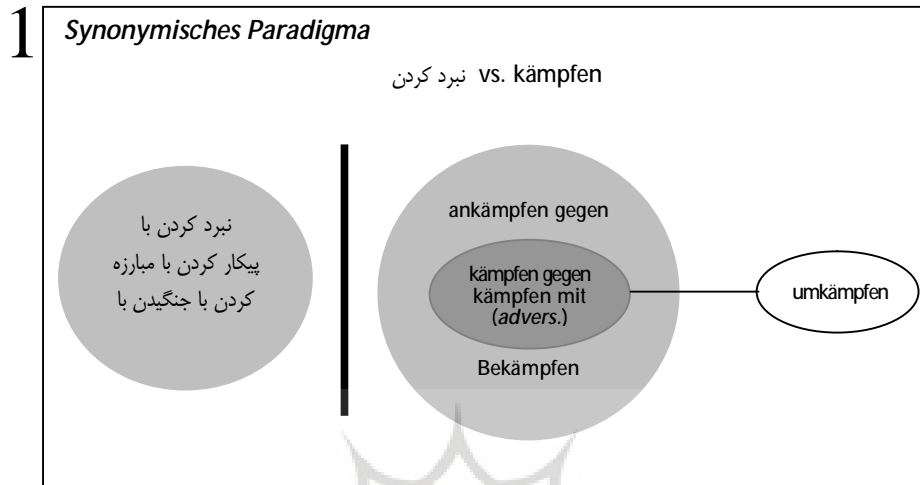 1
Synonymisches Paradigma
نبرد کردن vs. kämpfen
نبرد کردن با
پیکار کردن با مبارزه
کردن با جنگیدن با
ankämpfen gegen
kämpfen gegen
kämpfen mit
(advers.)
Bekämpfen
umkämpfen